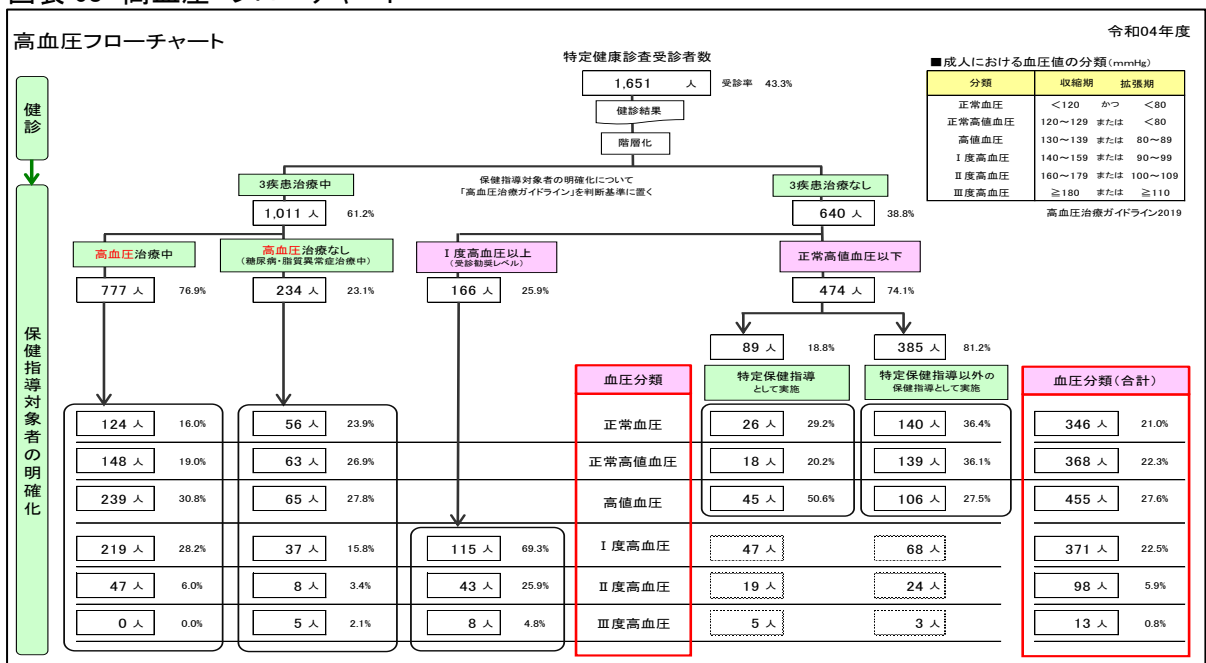 高血圧フローチャート
令和04年度
特定健康診査受診者数
1,651 人 受診率 43.3%
健診結果
階層化
■成人における血圧値の分類(mmHg)
分類 収縮期 拡張期
正常血圧 <120 かつ <80
正常高値血圧 120～129 または <80
高値血圧 130～139 または 80～89
Ⅰ度高血圧 140～159 または 90～99
Ⅱ度高血圧 160～179 または 100～109
Ⅲ度高血圧 ≧180 または ≧110
高血圧治療ガイドライン2019
健診
保健指導対象者の明確化
保健指導対象者の明確化について
「高血圧治療ガイドライン」を判断基準に置く
3疾患治療中
3疾患治療なし
1,011 人 61.2%
640 人 38.8%
高血圧治療中
高血圧治療なし
(糖尿病・脂質異常症治療中)
Ⅰ度高血圧以上
(受診勧奨レベル)
正常高値血圧以下
777 人 76.9%
234 人 23.1%
166 人 25.9%
474 人 74.1%
89 人 18.8%
385 人 81.2%
血圧分類
特定保健指導
として実施
特定保健指導以外の
保健指導として実施
血圧分類(合計)
124 人 16.0% 56 人 23.9% 正常血圧 26 人 29.2% 140 人 36.4% 346 人 21.0%
148 人 19.0% 63 人 26.9% 正常高値血圧 18 人 20.2% 139 人 36.1% 368 人 22.3%
239 人 30.8% 65 人 27.8% 高値血圧 45 人 50.6% 106 人 27.5% 455 人 27.6%
219 人 28.2% 37 人 15.8% 115 人 69.3% Ⅰ度高血圧 47 人 68 人 371 人 22.5%
47 人 6.0% 8 人 3.4% 43 人 25.9% Ⅱ度高血圧 19 人 24 人 98 人 5.9%
0 人 0.0% 5 人 2.1% 8 人 4.8% Ⅲ度高血圧 5 人 3 人 13 人 0.8%